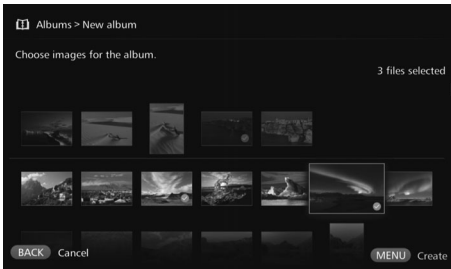 Albums > New album
Choose images for the album.
3 files selected
BACK Cancel
MENU Create